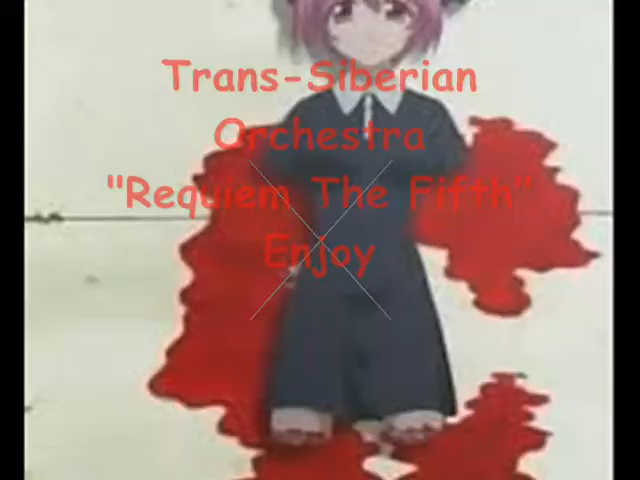 Trans-Siberian
Orchestra
"Requiem The Fifth"
Enjoy